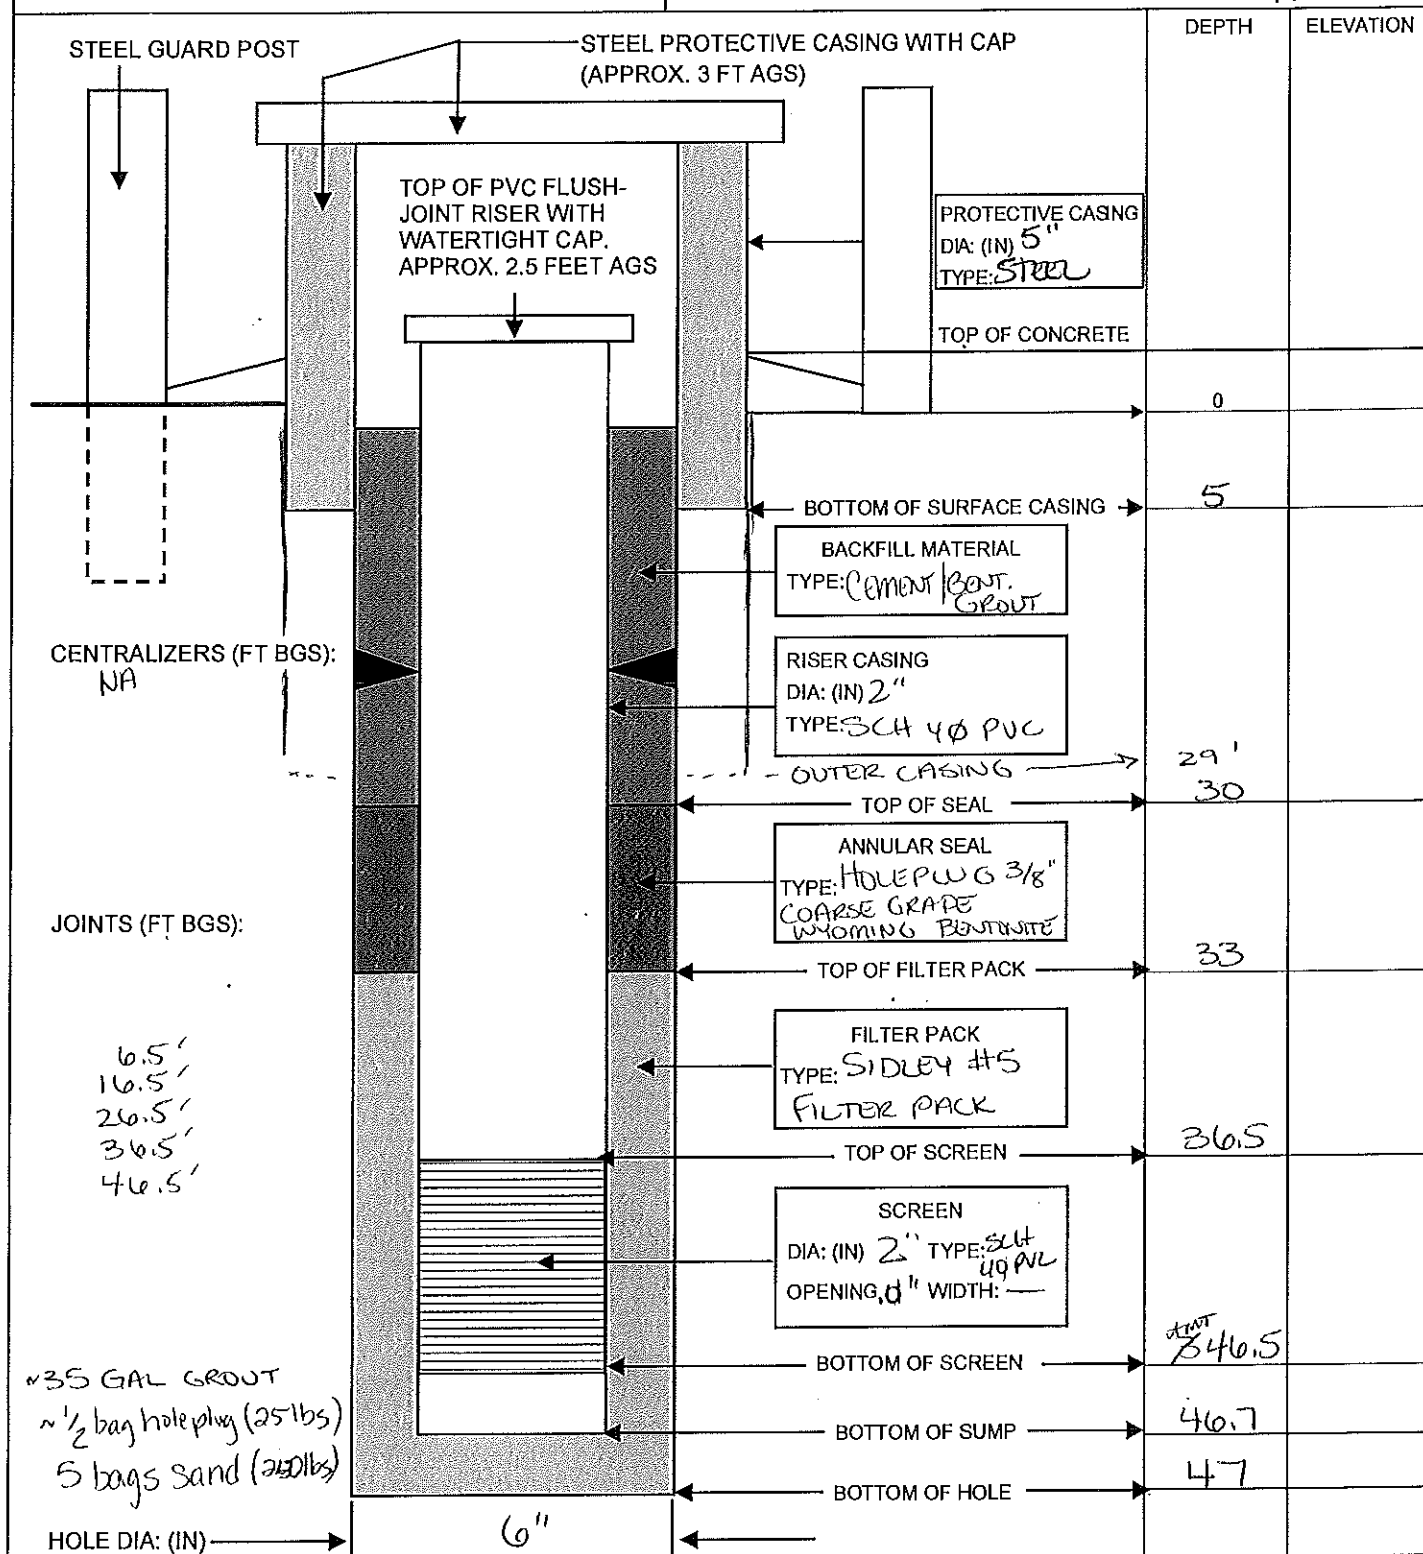 DEPTH ELEVATION
STEEL GUARD POST
STEEL PROTECTIVE CASING WITH CAP
(APPROX. 3 FT AGS)
TOP OF PVC FLUSH-
JOINT RISER WITH
WATERTIGHT CAP.
APPROX. 2.5 FEET AGS
PROTECTIVE CASING
DIA: (IN) 5"
TYPE: STEEL
TOP OF CONCRETE
0
BOTTOM OF SURFACE CASING 5
BACKFILL MATERIAL
TYPE: CEMENT/BENT.
GROUT
CENTRALIZERS (FT BGS):
NA
RISER CASING
DIA: (IN) 2"
TYPE: SCH 40 PVC
OUTER CASING 29'
TOP OF SEAL 30
ANNULAR SEAL
TYPE: HOLEPLUG 3/8"
COARSE GRADE
WYOMING BENTONITE
JOINTS (FT BGS):
TOP OF FILTER PACK 33
6.5'
16.5'
26.5'
36.5'
46.5'
FILTER PACK
TYPE: SIDLEY #5
FILTER PACK
TOP OF SCREEN 36.5
SCREEN
DIA: (IN) 2" TYPE: SCH
40 PVC
OPENING " WIDTH: —
BOTTOM OF SCREEN 46.5
~35 GAL GROUT
~1/2 bag holeplug (25lbs)
5 bags sand (250lbs)
BOTTOM OF SUMP 46.7
BOTTOM OF HOLE 47
HOLE DIA: (IN) 6"